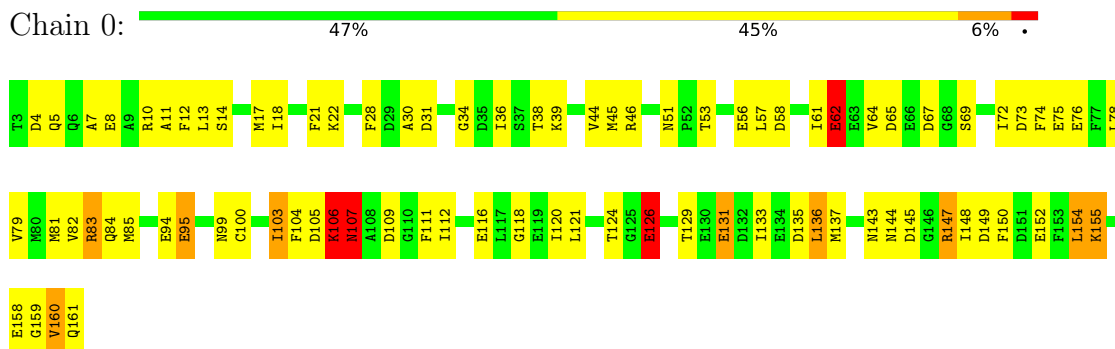 Chain 0:
47% 45% 6% •
T3 D4 Q5 Q6 A7 E8 A9 R10 A11 F12 L13 S14 M17 I18 F21 K22 F28 D29 A30 D31 G34 D35 I36 S37 T38 K39 V44 M45 R46 N51 P52 T53 E56 L57 D58 I61 E62 E63 V64 D65 E66 D67 G68 S69 I72 D73 F74 E75 E76 F77 L78
V79 M80 M81 V82 R83 Q84 M85 E94 E95 N99 C100 I103 F104 D105 K106 N107 A108 D109 G110 F111 I112 E116 L117 G118 E119 I120 L121 T124 G125 E126 T129 E130 E131 D132 I133 E134 D135 L136 M137 N143 N144 D145 G146 R147 I148 D149 F150 D151 E152 F153 L154 K155
E158 G159 V160 Q161